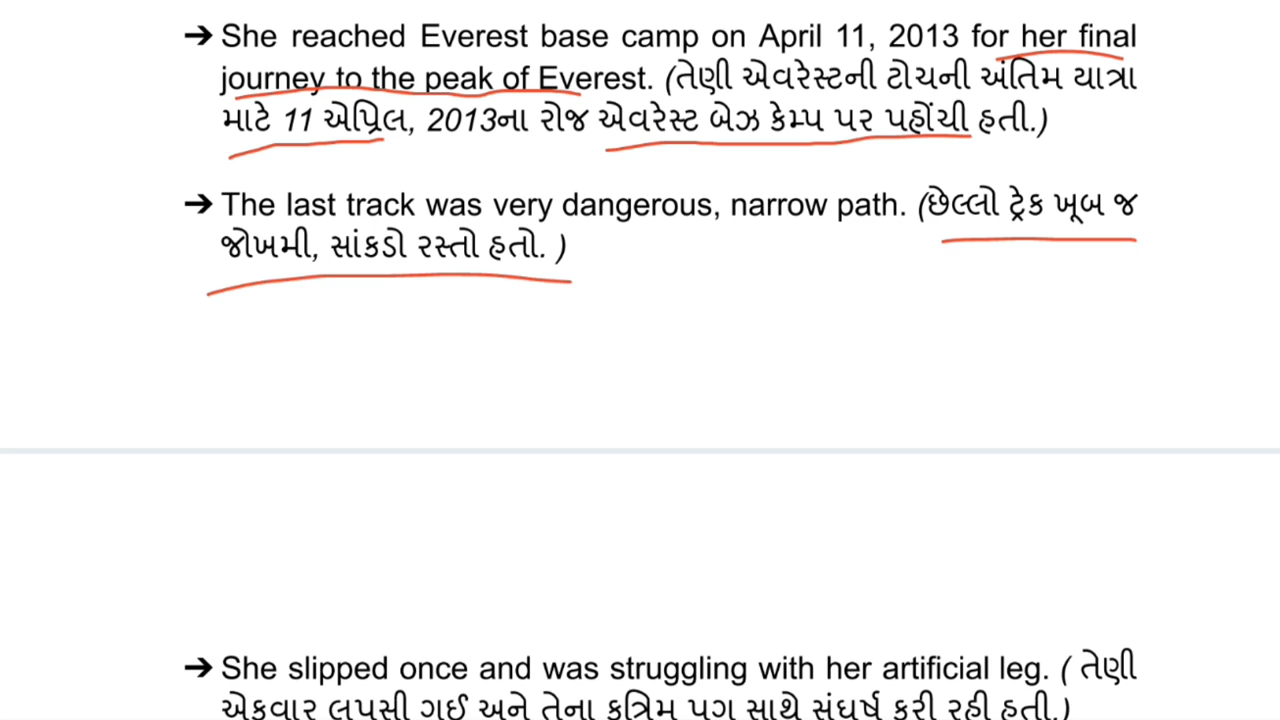 ➔ She reached Everest base camp on April 11, 2013 for her final
journey to the peak of Everest. (તેણી એવરેસ્ટની ટોચની અંતિમ યાત્રા
માટે 11 એપ્રિલ, 2013ના રોજ એવરેસ્ટ બેઝ કેમ્પ પર પહોંચી હતી.)
➔ The last track was very dangerous, narrow path. (છેલ્લો ટ્રેક ખૂબ જ
જોખમી, સાંકડો રસ્તો હતો. )
➔ She slipped once and was struggling with her artificial leg. ( તેણી
એકવાર લપસી ગઈ અને તેના કૃત્રિમ પગ સાથે સંઘર્ષ કરી રહી હતી.)